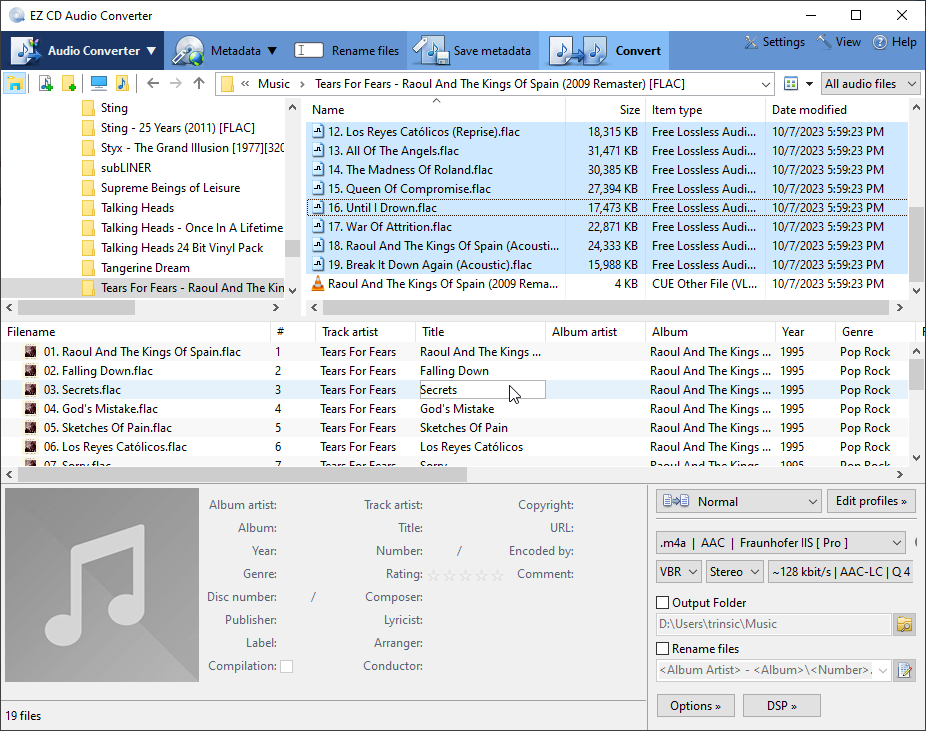 EZ CD Audio Converter
Audio Converter ▼ Metadata ▼ Rename files Save metadata Convert Settings View Help
« Music › Tears For Fears - Raoul And The Kings Of Spain (2009 Remaster) [FLAC] All audio files
Sting
Sting - 25 Years (2011) [FLAC]
Styx - The Grand Illusion [1977][320
subLINER
Supreme Beings of Leisure
Talking Heads
Talking Heads - Once In A Lifetime
Talking Heads 24 Bit Vinyl Pack
Tangerine Dream
Tears For Fears - Raoul And The Kin
Name Size Item type Date modified
12. Los Reyes Católicos (Reprise).flac 18,315 KB Free Lossless Audi... 10/7/2023 5:59:23 PM
13. All Of The Angels.flac 31,471 KB Free Lossless Audi... 10/7/2023 5:59:23 PM
14. The Madness Of Roland.flac 30,385 KB Free Lossless Audi... 10/7/2023 5:59:23 PM
15. Queen Of Compromise.flac 27,394 KB Free Lossless Audi... 10/7/2023 5:59:23 PM
16. Until I Drown.flac 17,473 KB Free Lossless Audi... 10/7/2023 5:59:23 PM
17. War Of Attrition.flac 22,871 KB Free Lossless Audi... 10/7/2023 5:59:23 PM
18. Raoul And The Kings Of Spain (Acousti... 24,333 KB Free Lossless Audi... 10/7/2023 5:59:23 PM
19. Break It Down Again (Acoustic).flac 15,988 KB Free Lossless Audi... 10/7/2023 5:59:23 PM
Raoul And The Kings Of Spain (2009 Rema... 4 KB CUE Other File (VL... 10/7/2023 5:59:23 PM
Filename # Track artist Title Album artist Album Year Genre
01. Raoul And The Kings Of Spain.flac 1 Tears For Fears Raoul And The Kings ... Raoul And The Kings ... 1995 Pop Rock
02. Falling Down.flac 2 Tears For Fears Falling Down Raoul And The Kings ... 1995 Pop Rock
03. Secrets.flac 3 Tears For Fears Secrets Raoul And The Kings ... 1995 Pop Rock
04. God's Mistake.flac 4 Tears For Fears God's Mistake Raoul And The Kings ... 1995 Pop Rock
05. Sketches Of Pain.flac 5 Tears For Fears Sketches Of Pain Raoul And The Kings ... 1995 Pop Rock
06. Los Reyes Católicos.flac 6 Tears For Fears Los Reyes Católicos Raoul And The Kings ... 1995 Pop Rock
07. Sorry.flac 7 Tears For Fears Sorry Raoul And The Kings ... 1995 Pop Rock
Album artist: Track artist: Copyright:
Album: Title: URL:
Year: Number: / Encoded by:
Genre: Rating: Comment:
Disc number: / Composer:
Publisher: Lyricist:
Label: Arranger:
Compilation: Conductor:
Normal Edit profiles »
.m4a | AAC | Fraunhofer IIS [ Pro ]
VBR Stereo ~128 kbit/s | AAC-LC | Q 4
Output Folder
D:\Users\trinsic\Music
Rename files
<Album Artist> - <Album>\<Number>.
Options » DSP »
19 files